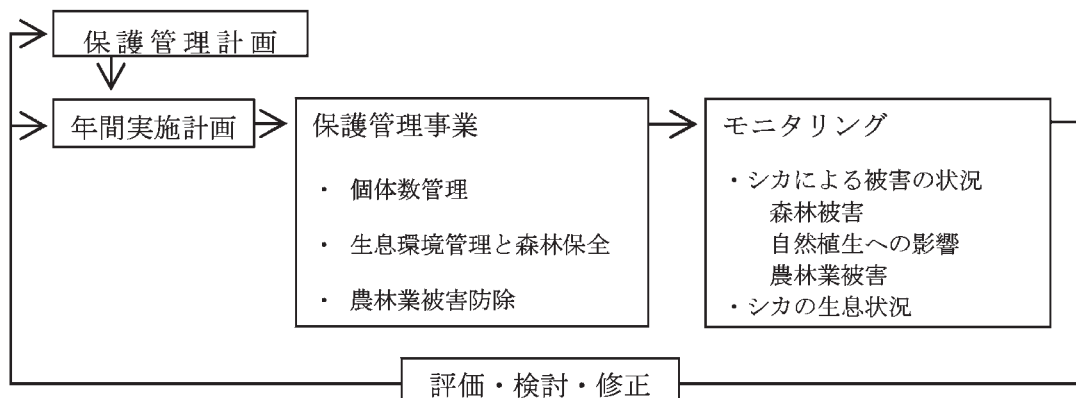 保護管理計画
年間実施計画
保護管理事業
・ 個体数管理
・ 生息環境管理と森林保全
・ 農林業被害防除
モニタリング
・シカによる被害の状況
森林被害
自然植生への影響
農林業被害
・シカの生息状況
評価・検討・修正